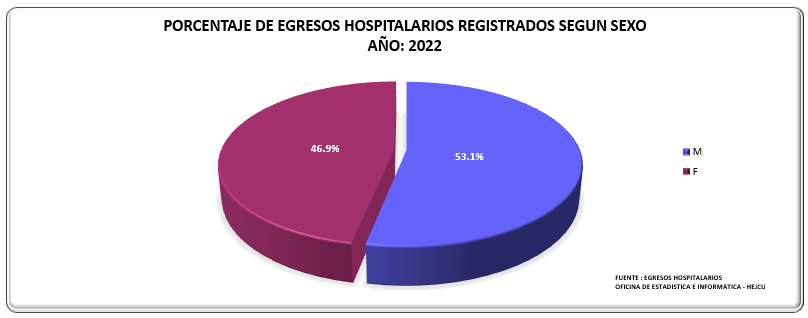 PORCENTAJE DE EGRESOS HOSPITALARIOS REGISTRADOS SEGUN SEXO
AÑO: 2022
46.9%
53.1%
M
F
FUENTE : EGRESOS HOSPITALARIOS
OFICINA DE ESTADISTICA E INFORMATICA - HEJCU